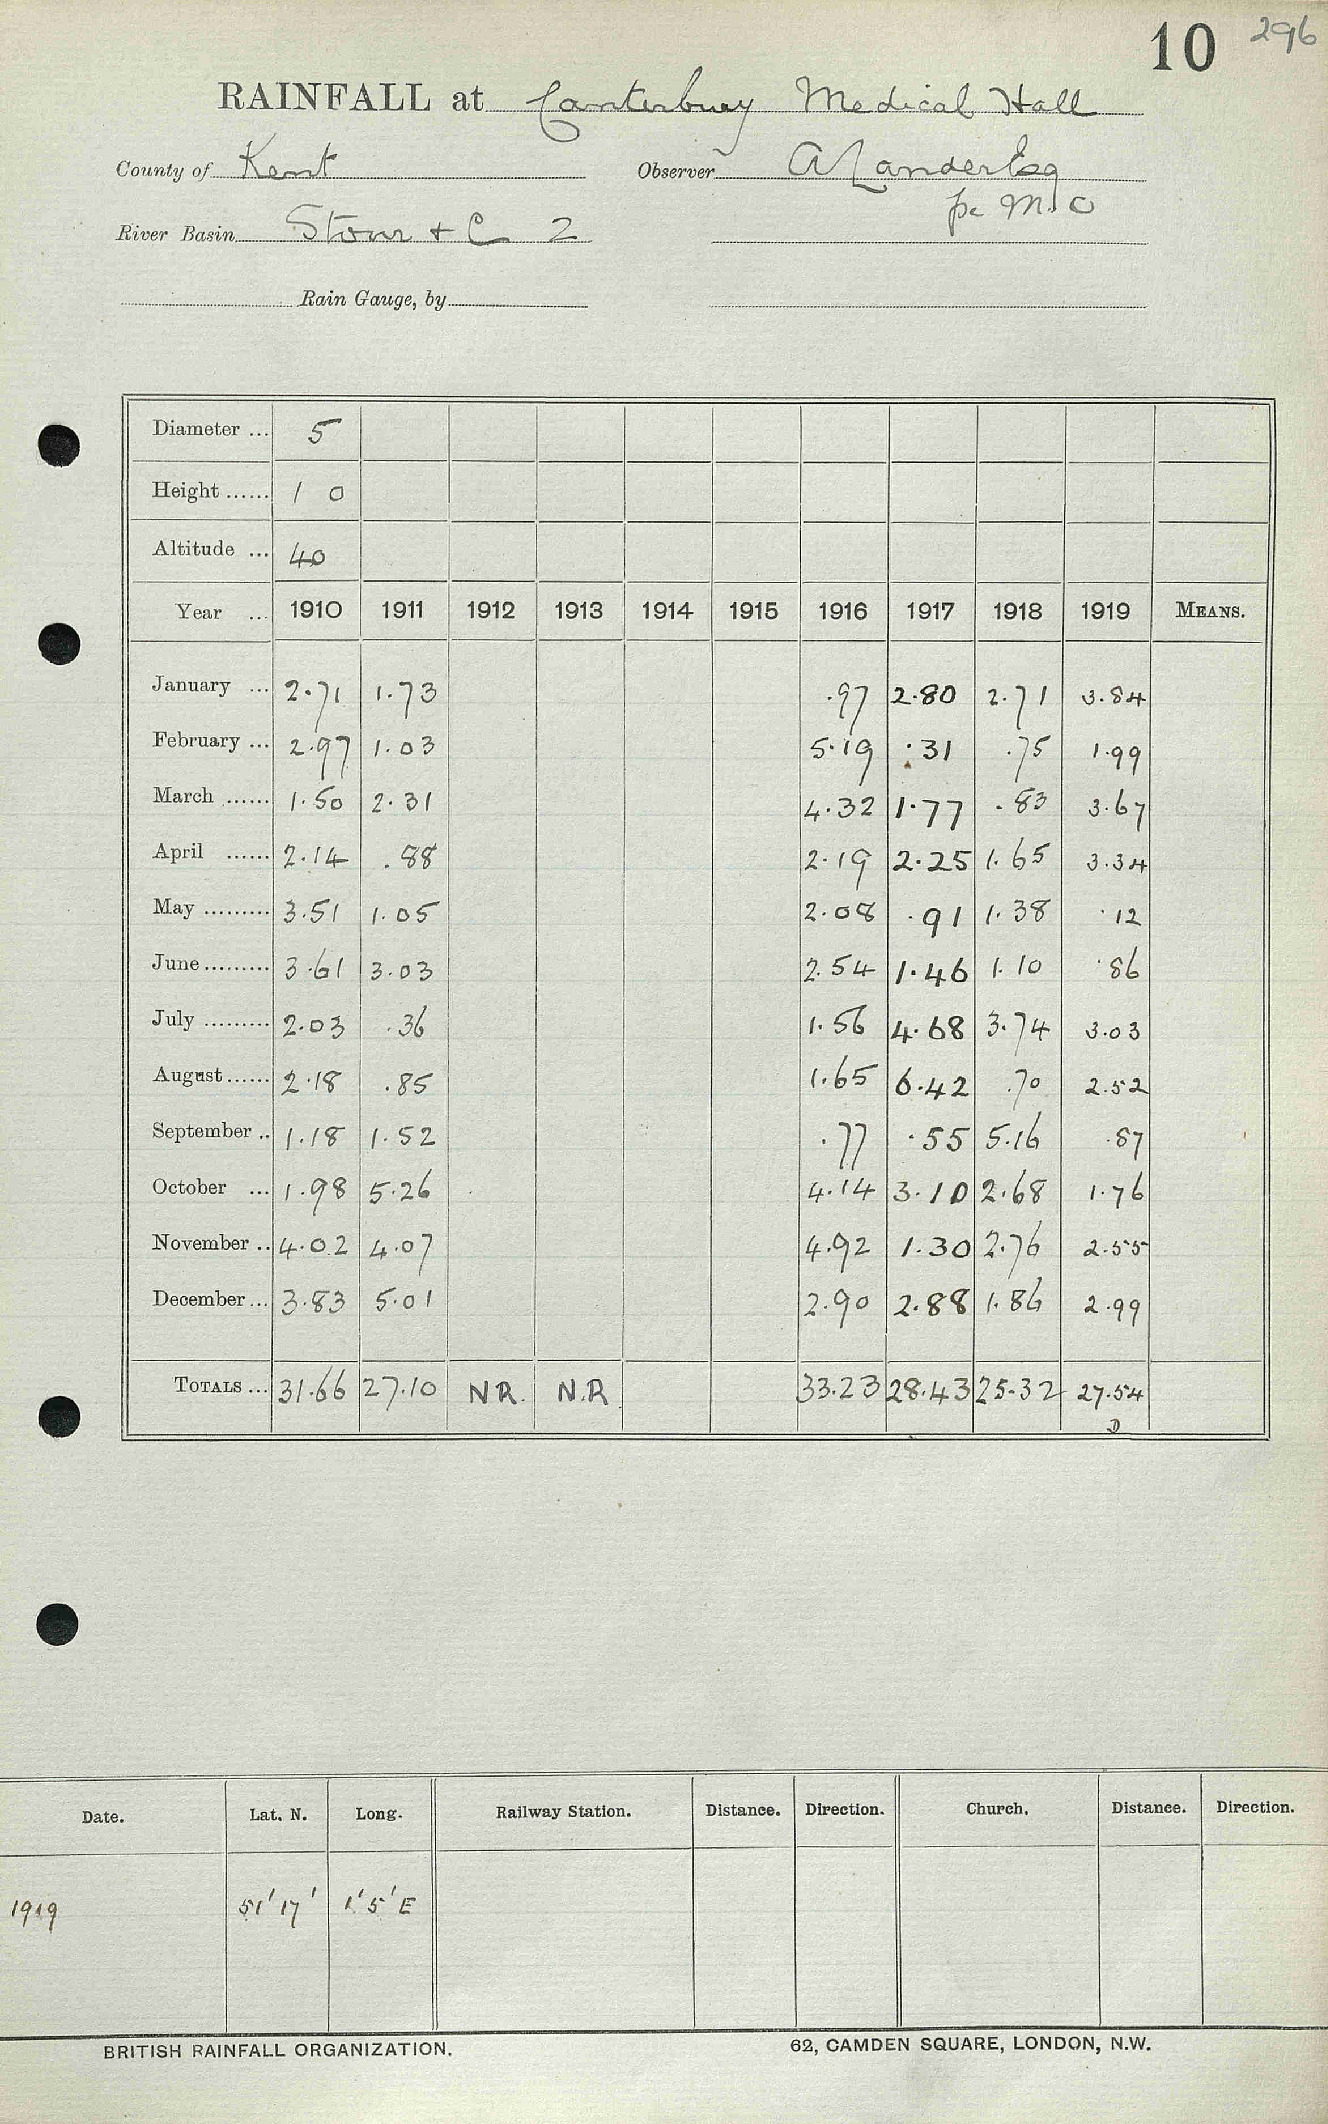 10 296
RAINFALL at Canterbury Medical Hall
County of Kent Observer A Lander Esq
pe M.O
River Basin Stour & C 2
Rain Gauge, by
Diameter ... 5
Height ...... 1 0
Altitude ... 40
Year ... 1910 1911 1912 1913 1914 1915 1916 1917 1918 1919 MEANS.
January ... 2.71 1.73 .97 2.80 2.71 3.84
February ... 2.97 1.03 5.19 .31 .75 1.99
March ...... 1.50 2.31 4.32 1.77 .83 3.67
April ...... 2.14 .88 2.19 2.25 1.65 3.34
May ......... 3.51 1.05 2.08 .91 1.38 .12
June ......... 3.61 3.03 2.54 1.46 1.10 .86
July ......... 2.03 .36 1.56 4.68 3.74 3.03
August ...... 2.18 .85 1.65 6.42 .70 2.52
September .. 1.18 1.52 .77 .55 5.16 .87
October ... 1.98 5.26 4.14 3.10 2.68 1.76
November .. 4.02 4.07 4.92 1.30 2.76 2.55
December ... 3.83 5.01 2.90 2.88 1.86 2.99
TOTALS ... 31.66 27.10 NR. N.R 33.23 28.43 25.32 27.54
D
Date. Lat. N. Long. Railway Station. Distance. Direction. Church. Distance. Direction.
1919 51' 17' 1' 5' E
BRITISH RAINFALL ORGANIZATION. 62, CAMDEN SQUARE, LONDON, N.W.